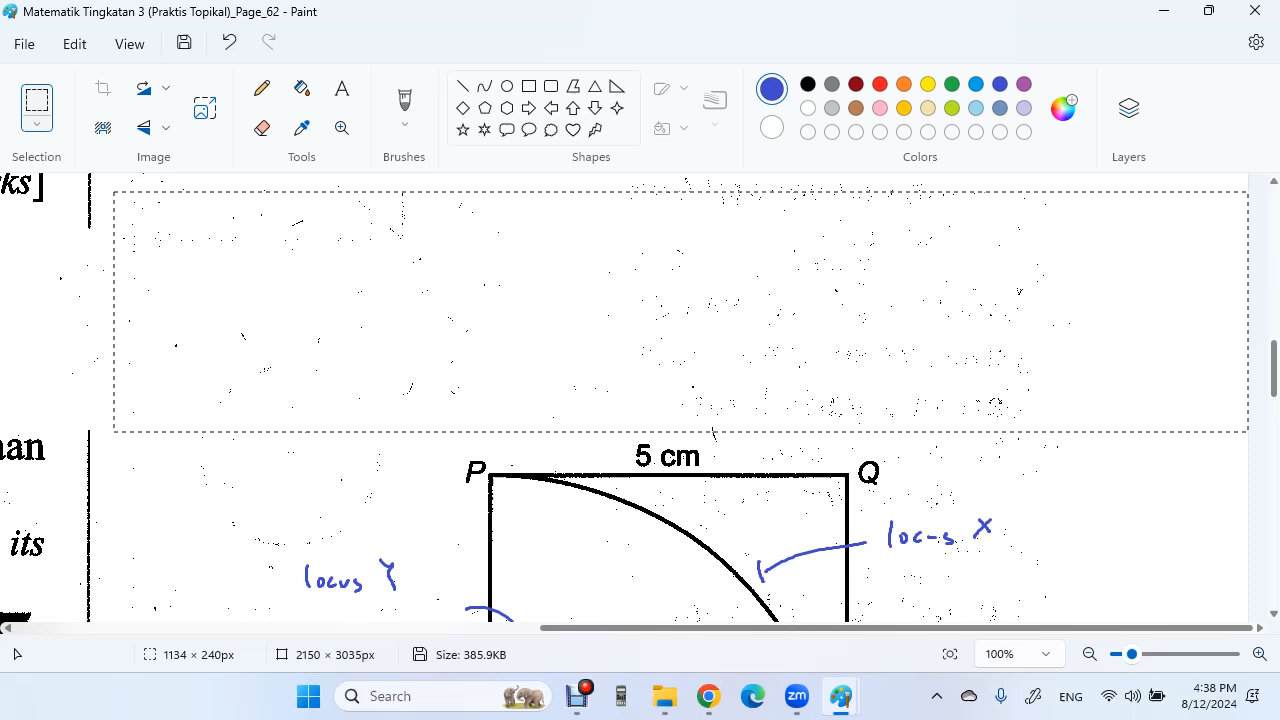 Matematik Tingkatan 3 (Praktis Topikal)_Page_62 - Paint
File Edit View
Selection Image Tools Brushes Shapes Colors Layers
ks]
5 cm
P Q
aan
locus X
its
locus Y
1134 × 240px 2150 × 3035px Size: 385.9KB 100%
Search
ENG
4:38 PM
8/12/2024